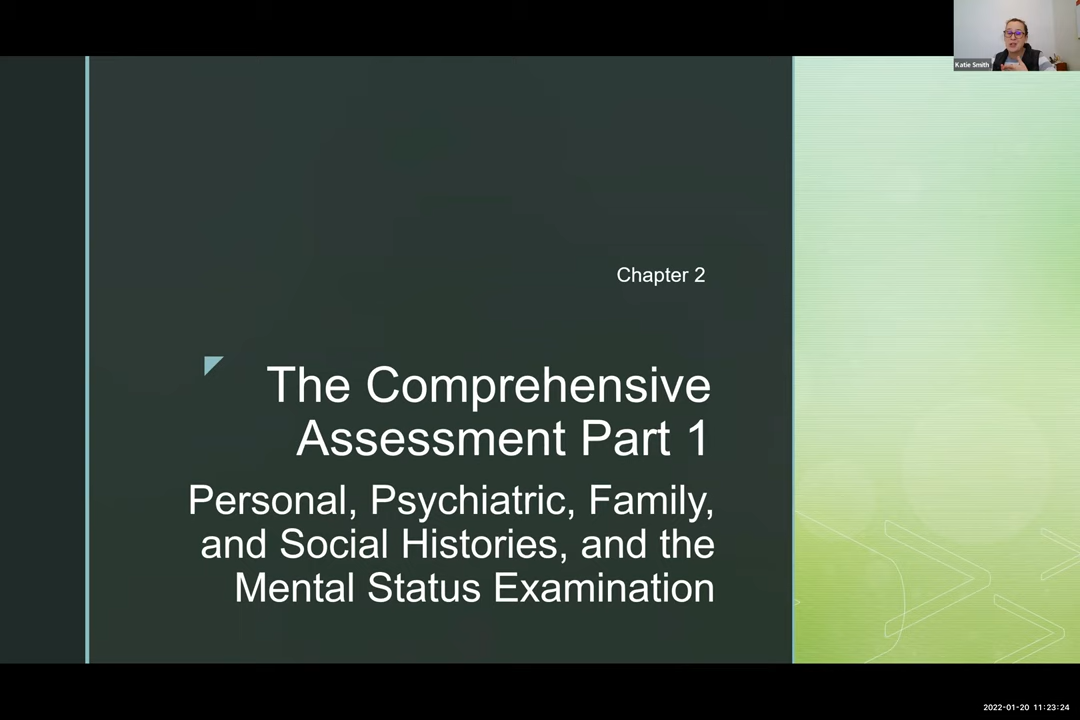 Katie Smith
Chapter 2
The Comprehensive
Assessment Part 1
Personal, Psychiatric, Family,
and Social Histories, and the
Mental Status Examination
2022-01-20 11:23:24